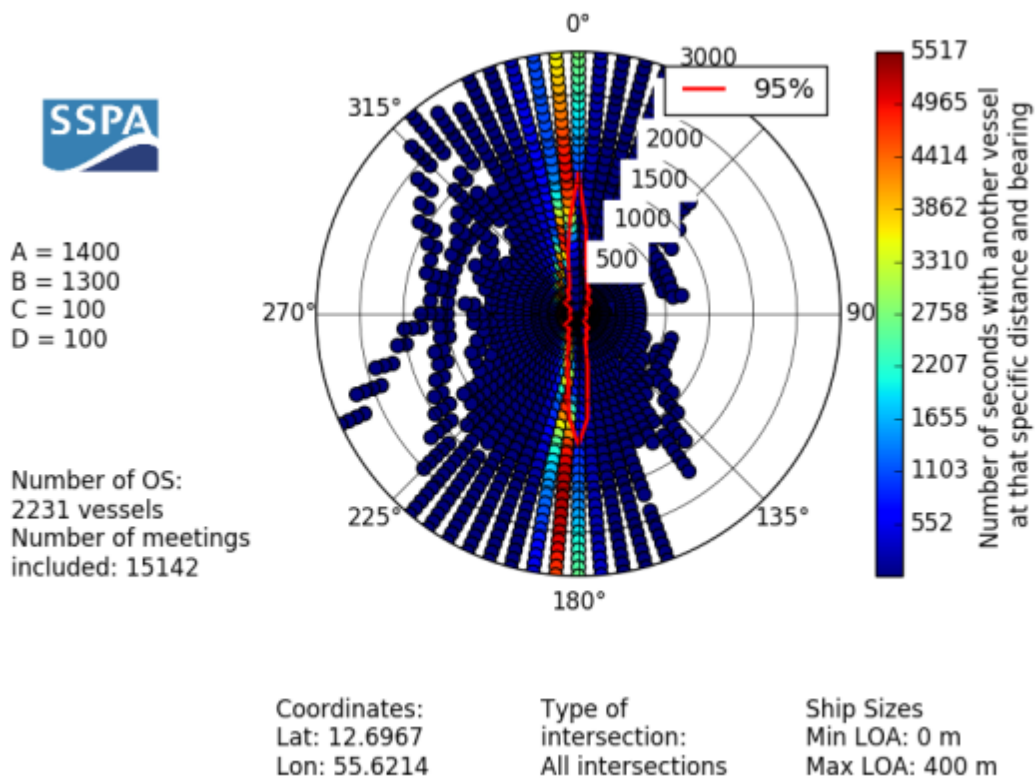 0°
3000
95%
315°
2000
1500
1000
500
270°
90
225°
135°
180°
SSPA
A = 1400
B = 1300
C = 100
D = 100
Number of OS:
2231 vessels
Number of meetings
included: 15142
5517
4965
4414
3862
3310
2758
2207
1655
1103
552
Number of seconds with another vessel
at that specific distance and bearing
Coordinates:
Lat: 12.6967
Lon: 55.6214
Type of
intersection:
All intersections
Ship Sizes
Min LOA: 0 m
Max LOA: 400 m